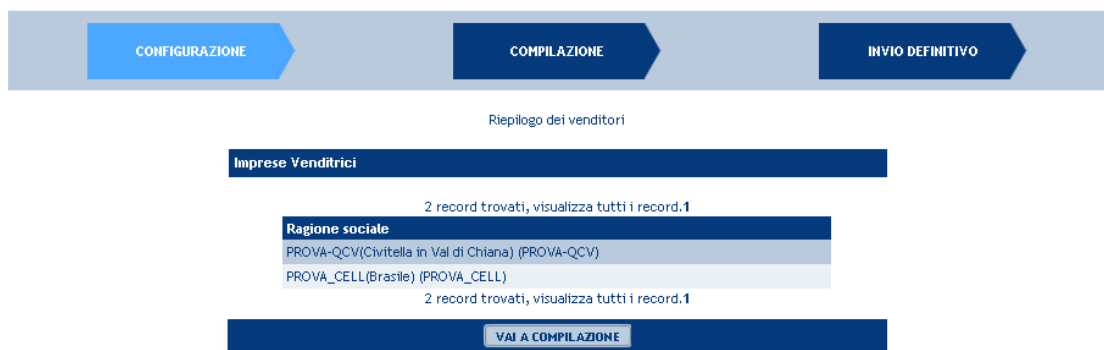 CONFIGURAZIONE COMPILAZIONE INVIO DEFINITIVO
Riepilogo dei venditori
Imprese Venditrici
2 record trovati, visualizza tutti i record.1
Ragione sociale
PROVA-QCV(Civitella in Val di Chiana) (PROVA-QCV)
PROVA_CELL(Brasile) (PROVA_CELL)
2 record trovati, visualizza tutti i record.1
VAI A COMPILAZIONE